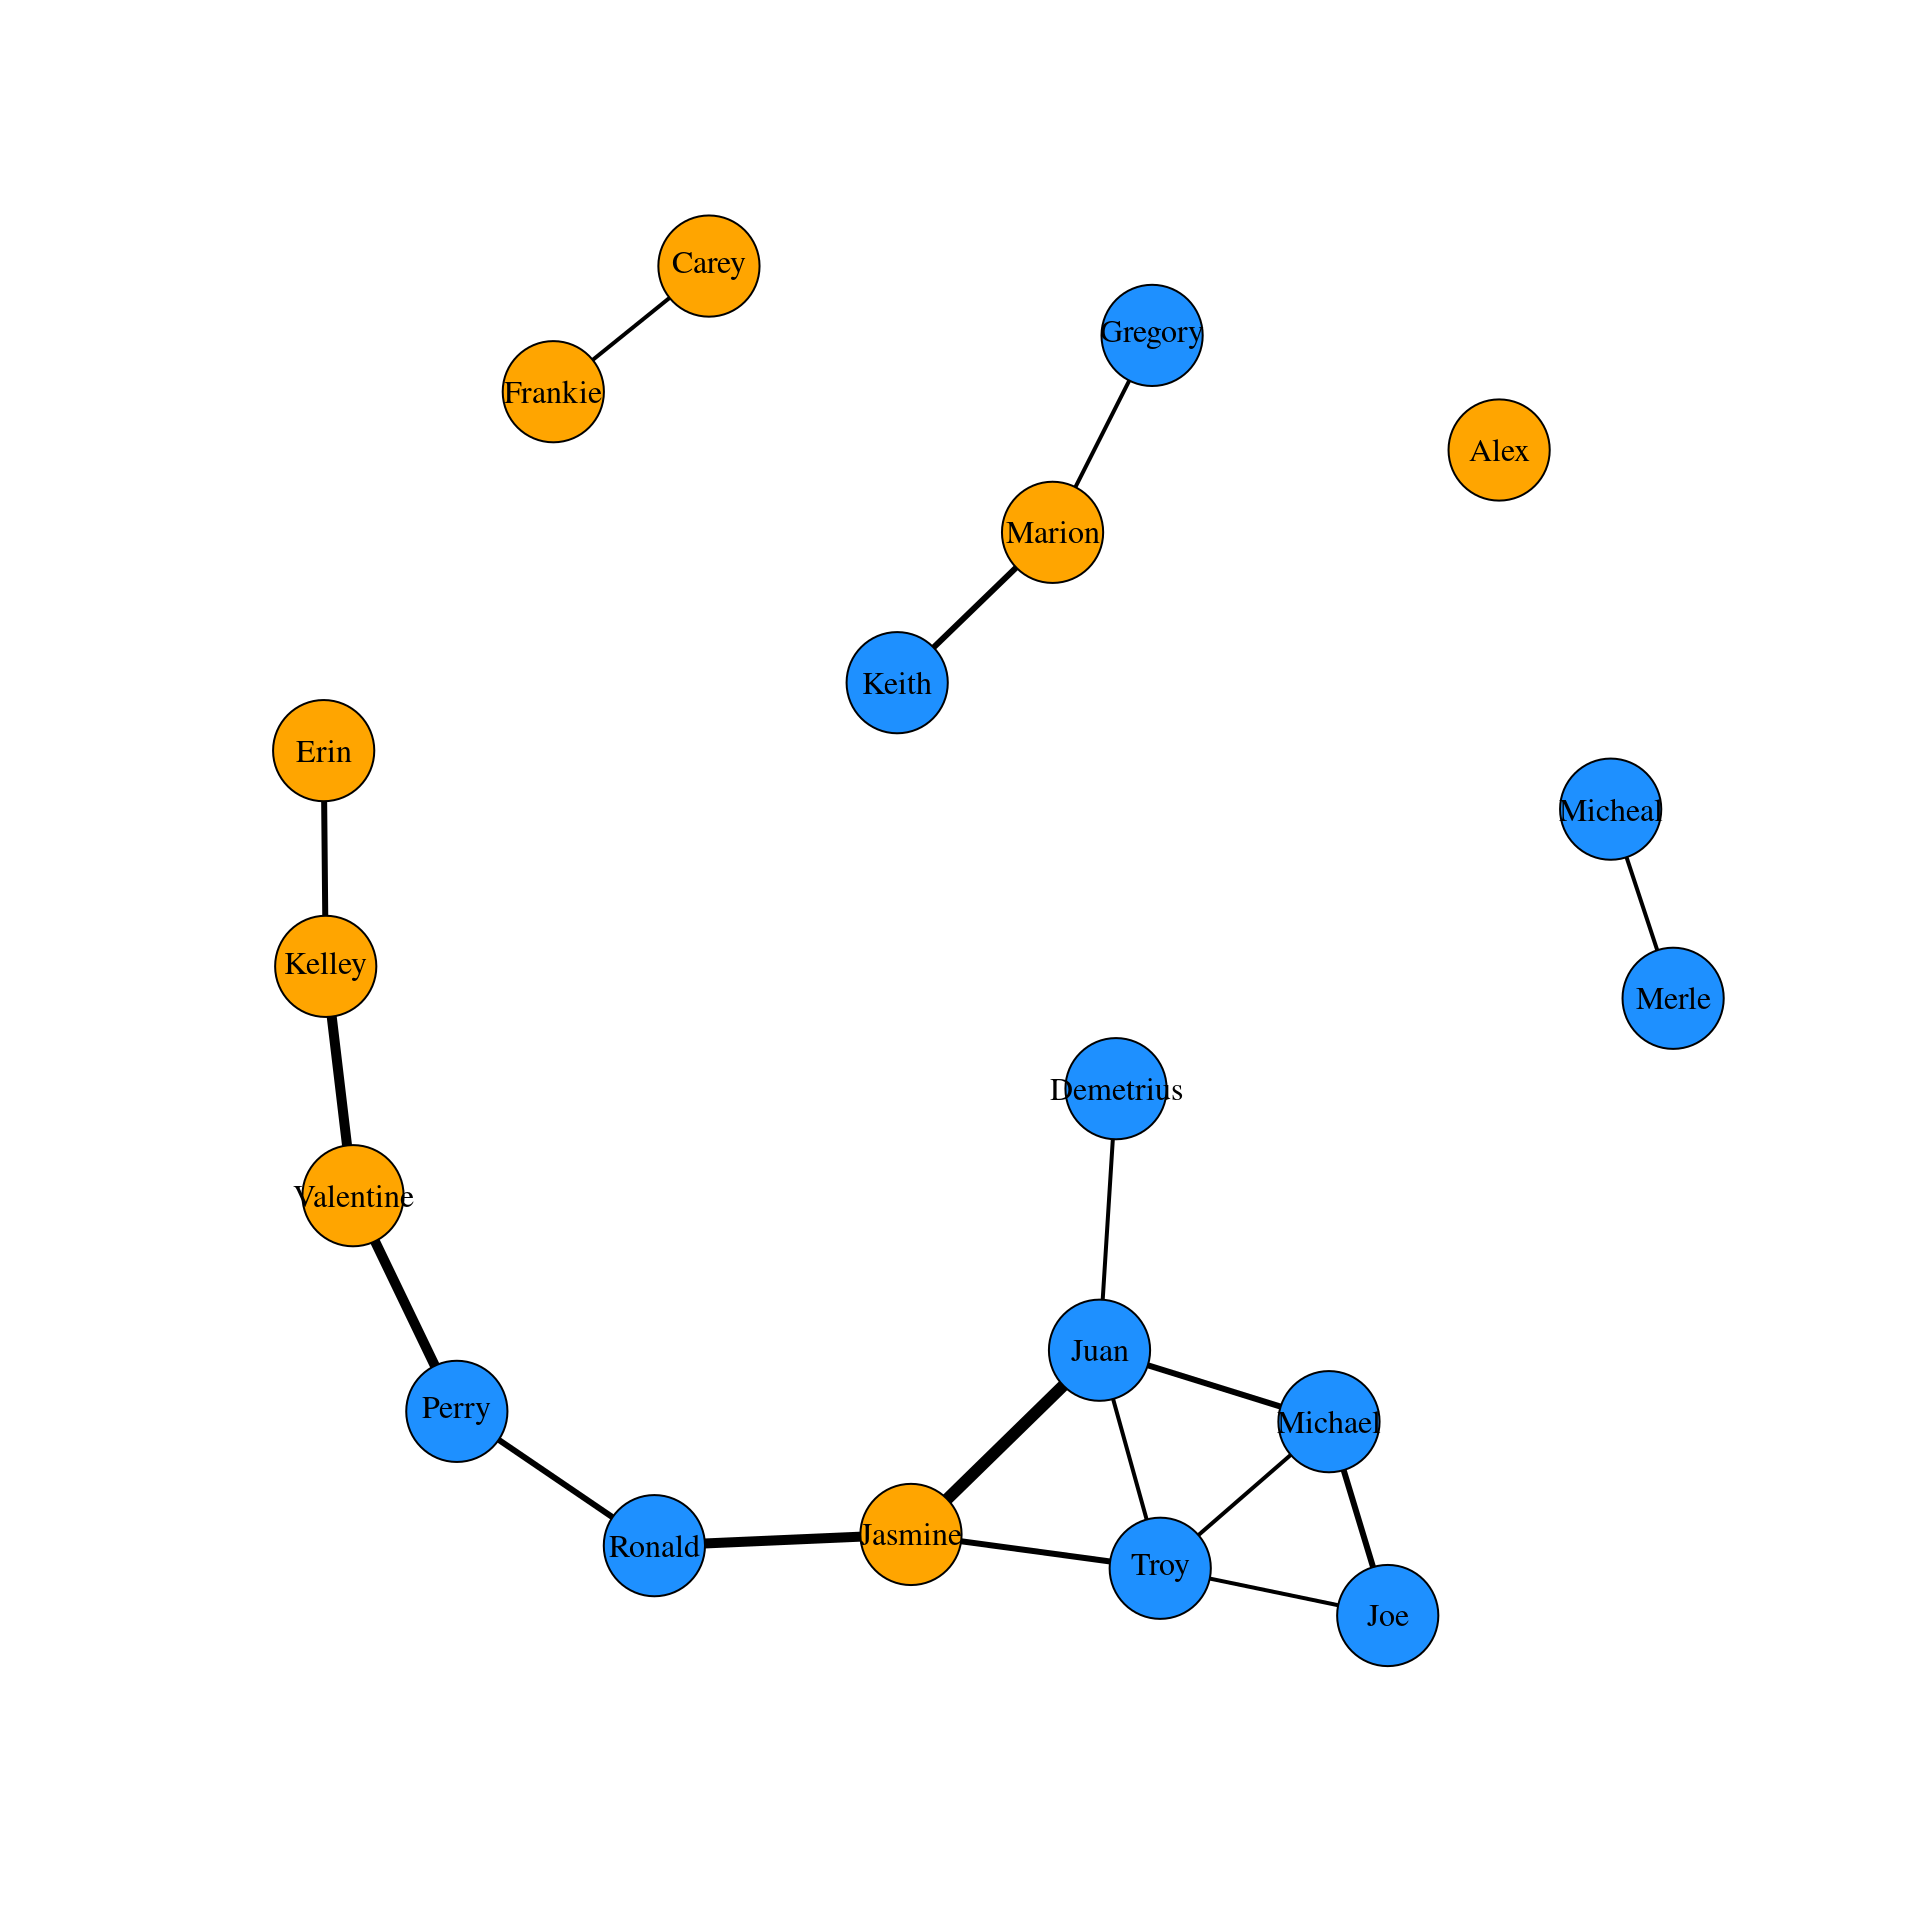 Carey
Gregory
Frankie
Alex
Marion
Keith
Erin
Micheal
Kelley
Merle
Demetrius
Valentine
Juan
Perry
Michael
Jasmine
Ronald
Troy
Joe